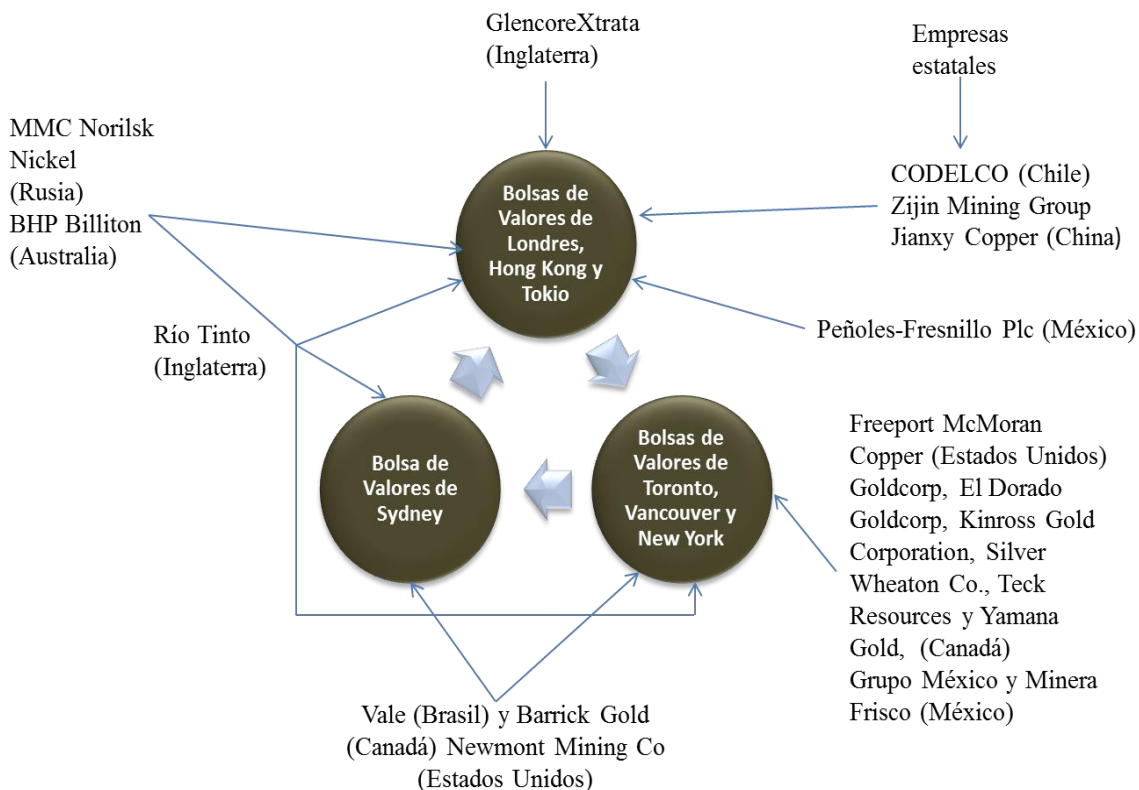 GlencoreXtrata
(Inglaterra)
Empresas
estatales
MMC Norilsk
Nickel
(Rusia)
BHP Billiton
(Australia)
Bolsas de
Valores de
Londres,
Hong Kong y
Tokio
CODELCO (Chile)
Zijin Mining Group
Jianxy Copper (China)
Río Tinto
(Inglaterra)
Peñoles-Fresnillo Plc (México)
Bolsa de
Valores de
Sydney
Bolsas de
Valores de
Toronto,
Vancouver y
New York
Freeport McMoran
Copper (Estados Unidos)
Goldcorp, El Dorado
Goldcorp, Kinross Gold
Corporation, Silver
Wheaton Co., Teck
Resources y Yamana
Gold, (Canadá)
Grupo México y Minera
Frisco (México)
Vale (Brasil) y Barrick Gold
(Canadá) Newmont Mining Co
(Estados Unidos)